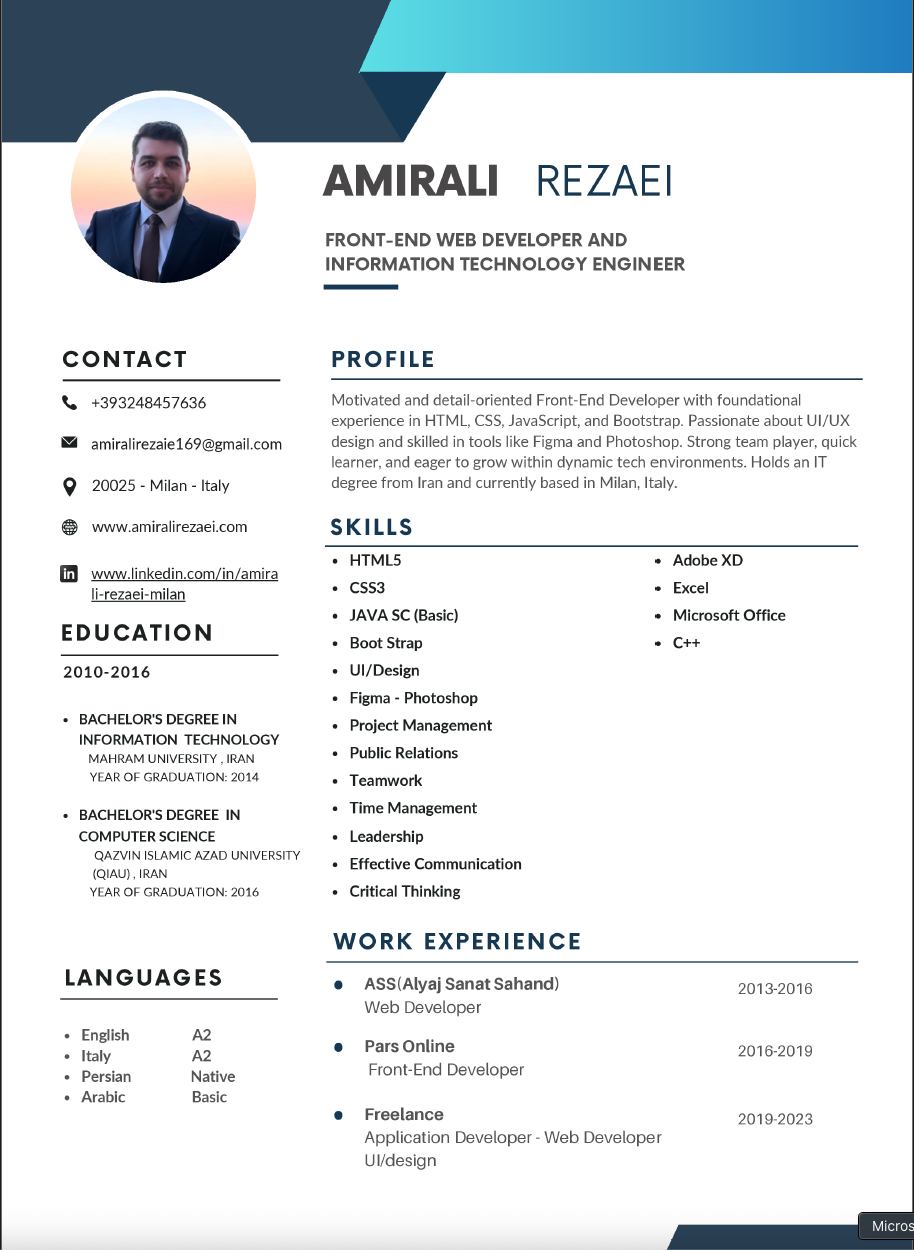 AMIRALI REZAEI
FRONT-END WEB DEVELOPER AND
INFORMATION TECHNOLOGY ENGINEER
CONTACT
+393248457636
amiralirezaie169@gmail.com
20025 - Milan - Italy
www.amiralirezaei.com
www.linkedin.com/in/amira
li-rezaei-milan
EDUCATION
2010-2016
• BACHELOR'S DEGREE IN
INFORMATION TECHNOLOGY
MAHRAM UNIVERSITY , IRAN
YEAR OF GRADUATION: 2014
• BACHELOR'S DEGREE IN
COMPUTER SCIENCE
QAZVIN ISLAMIC AZAD UNIVERSITY
(QIAU) , IRAN
YEAR OF GRADUATION: 2016
LANGUAGES
• English A2
• Italy A2
• Persian Native
• Arabic Basic
PROFILE
Motivated and detail-oriented Front-End Developer with foundational
experience in HTML, CSS, JavaScript, and Bootstrap. Passionate about UI/UX
design and skilled in tools like Figma and Photoshop. Strong team player, quick
learner, and eager to grow within dynamic tech environments. Holds an IT
degree from Iran and currently based in Milan, Italy.
SKILLS
• HTML5
• CSS3
• JAVA SC (Basic)
• Boot Strap
• UI/Design
• Figma - Photoshop
• Project Management
• Public Relations
• Teamwork
• Time Management
• Leadership
• Effective Communication
• Critical Thinking
• Adobe XD
• Excel
• Microsoft Office
• C++
WORK EXPERIENCE
• ASS(Alyaj Sanat Sahand) 2013-2016
Web Developer
• Pars Online 2016-2019
Front-End Developer
• Freelance 2019-2023
Application Developer - Web Developer
UI/design
Micros